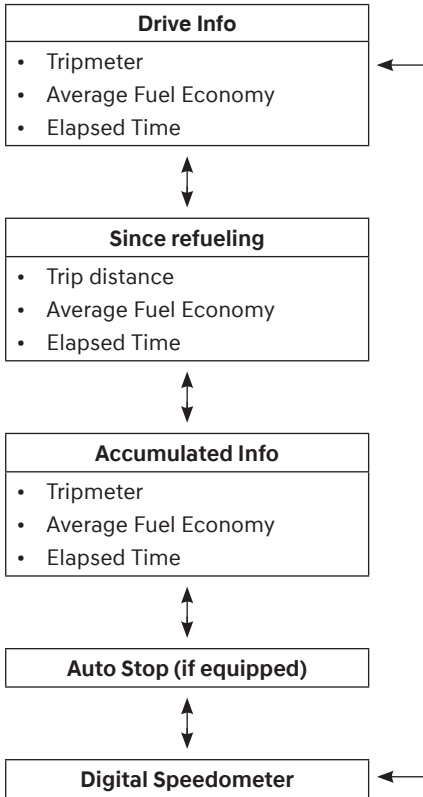 Drive Info
• Tripmeter
• Average Fuel Economy
• Elapsed Time
Since refueling
• Trip distance
• Average Fuel Economy
• Elapsed Time
Accumulated Info
• Tripmeter
• Average Fuel Economy
• Elapsed Time
Auto Stop (if equipped)
Digital Speedometer